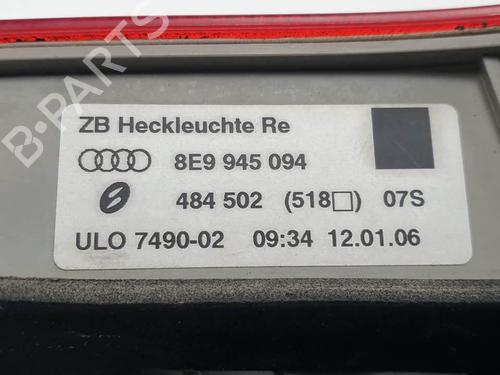 ZB Heckleuchte Re
8E9 945 094
484 502 (518□) 07S
ULO 7490-02 09:34 12.01.06
B-PARTS